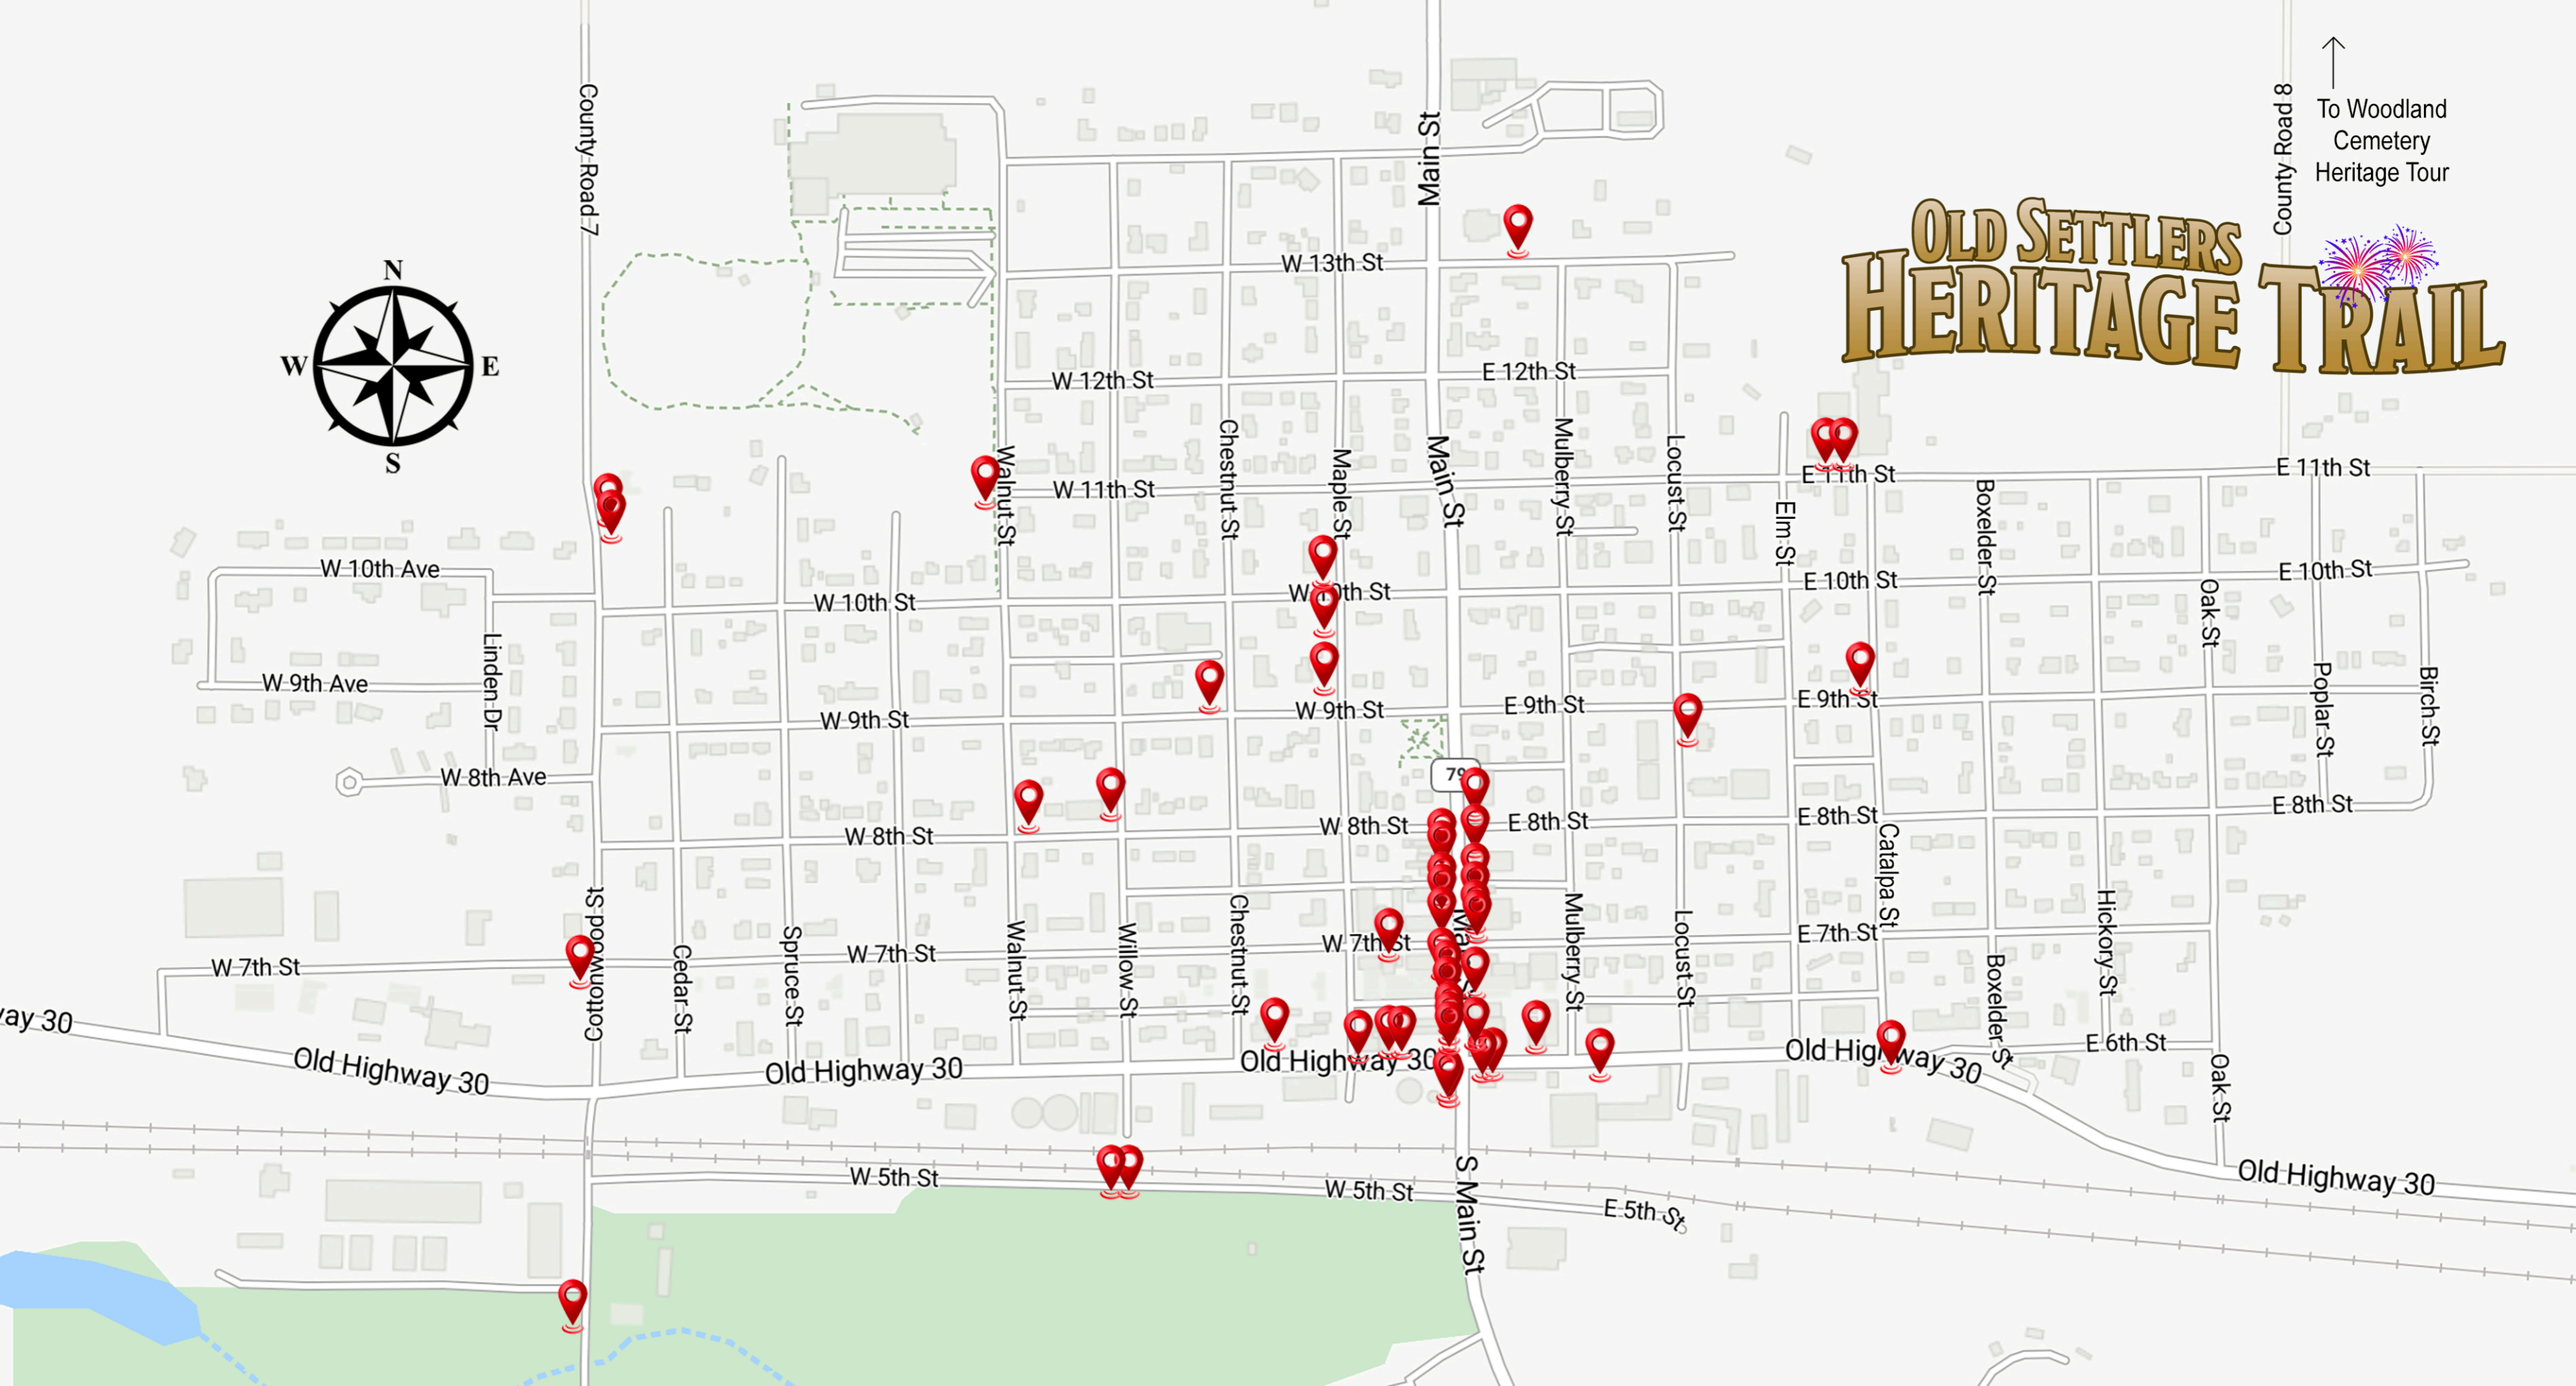 To Woodland
Cemetery
Heritage Tour
OLD SETTLERS
HERITAGE TRAIL
County Road 7
County Road 8
Main St
N
W
E
S
W 13th St
W 12th St
E 12th St
Chestnut St
Maple St
Main St
Mulberry St
Locust St
Walnut St
W 11th St
E 11th St
E 11th St
Elm St
Boxelder St
W 10th Ave
W 10th St
W 10th St
E 10th St
E 10th St
Oak St
Linden Dr
W 9th Ave
W 9th St
W 9th St
E 9th St
E 9th St
Poplar St
Birch St
W 8th Ave
W 8th St
W 8th St
E 8th St
E 8th St
E 8th St
Catalpa St
Cottonwood St
Cedar St
Spruce St
Walnut St
Willow St
Chestnut St
Mulberry St
Locust St
Boxelder St
Hickory St
W 7th St
W 7th St
W 7th St
E 7th St
E 6th St
Oak St
way 30
Old Highway 30
Old Highway 30
Old Highway 30
Old Highway 30
Old Highway 30
W 5th St
W 5th St
E 5th St
S Main St